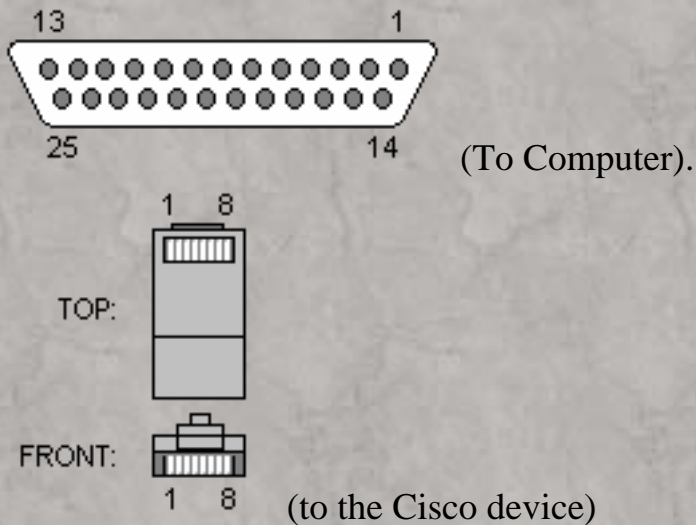 13 1
25 14
(To Computer).
1 8
TOP:
FRONT:
1 8
(to the Cisco device)